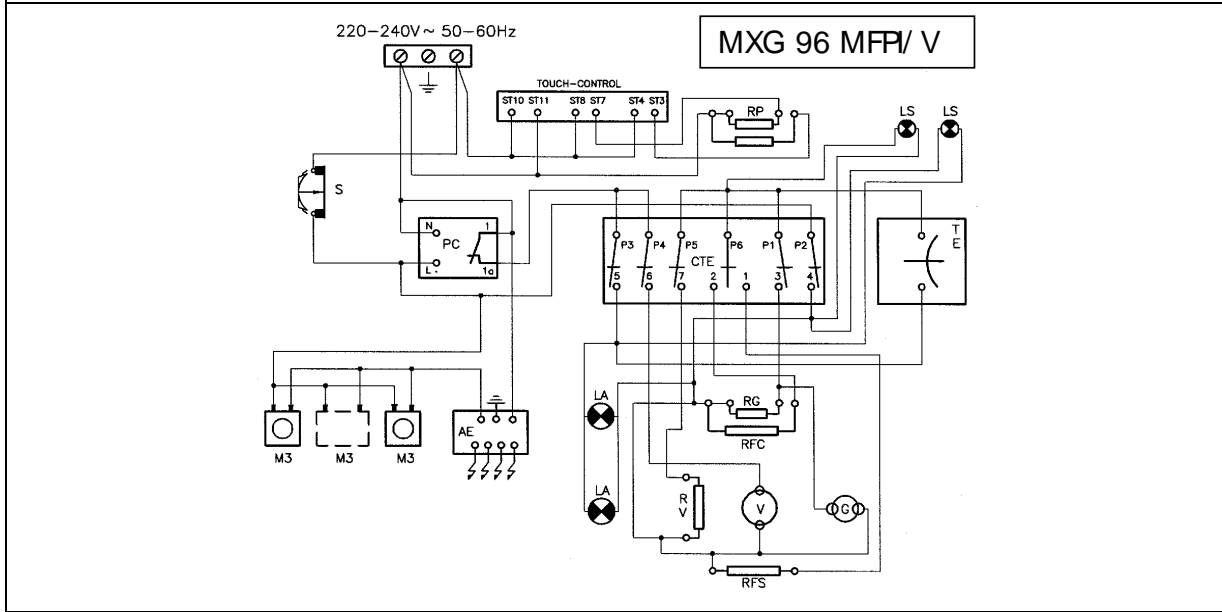 220-240V~ 50-60Hz
MXG 96 MFPI/ V
TOUCH-CONTROL
ST10 ST11 ST8 ST7 ST4 ST3
RP
LS LS
S
N 1
PC
L 1a
P3 P4 P5 P6 P1 P2
CTE
5 6 7 2 1 3 4
T
E
LA
RG
RFC
AE
M3 M3 M3
LA
R
V
V
G
RFS